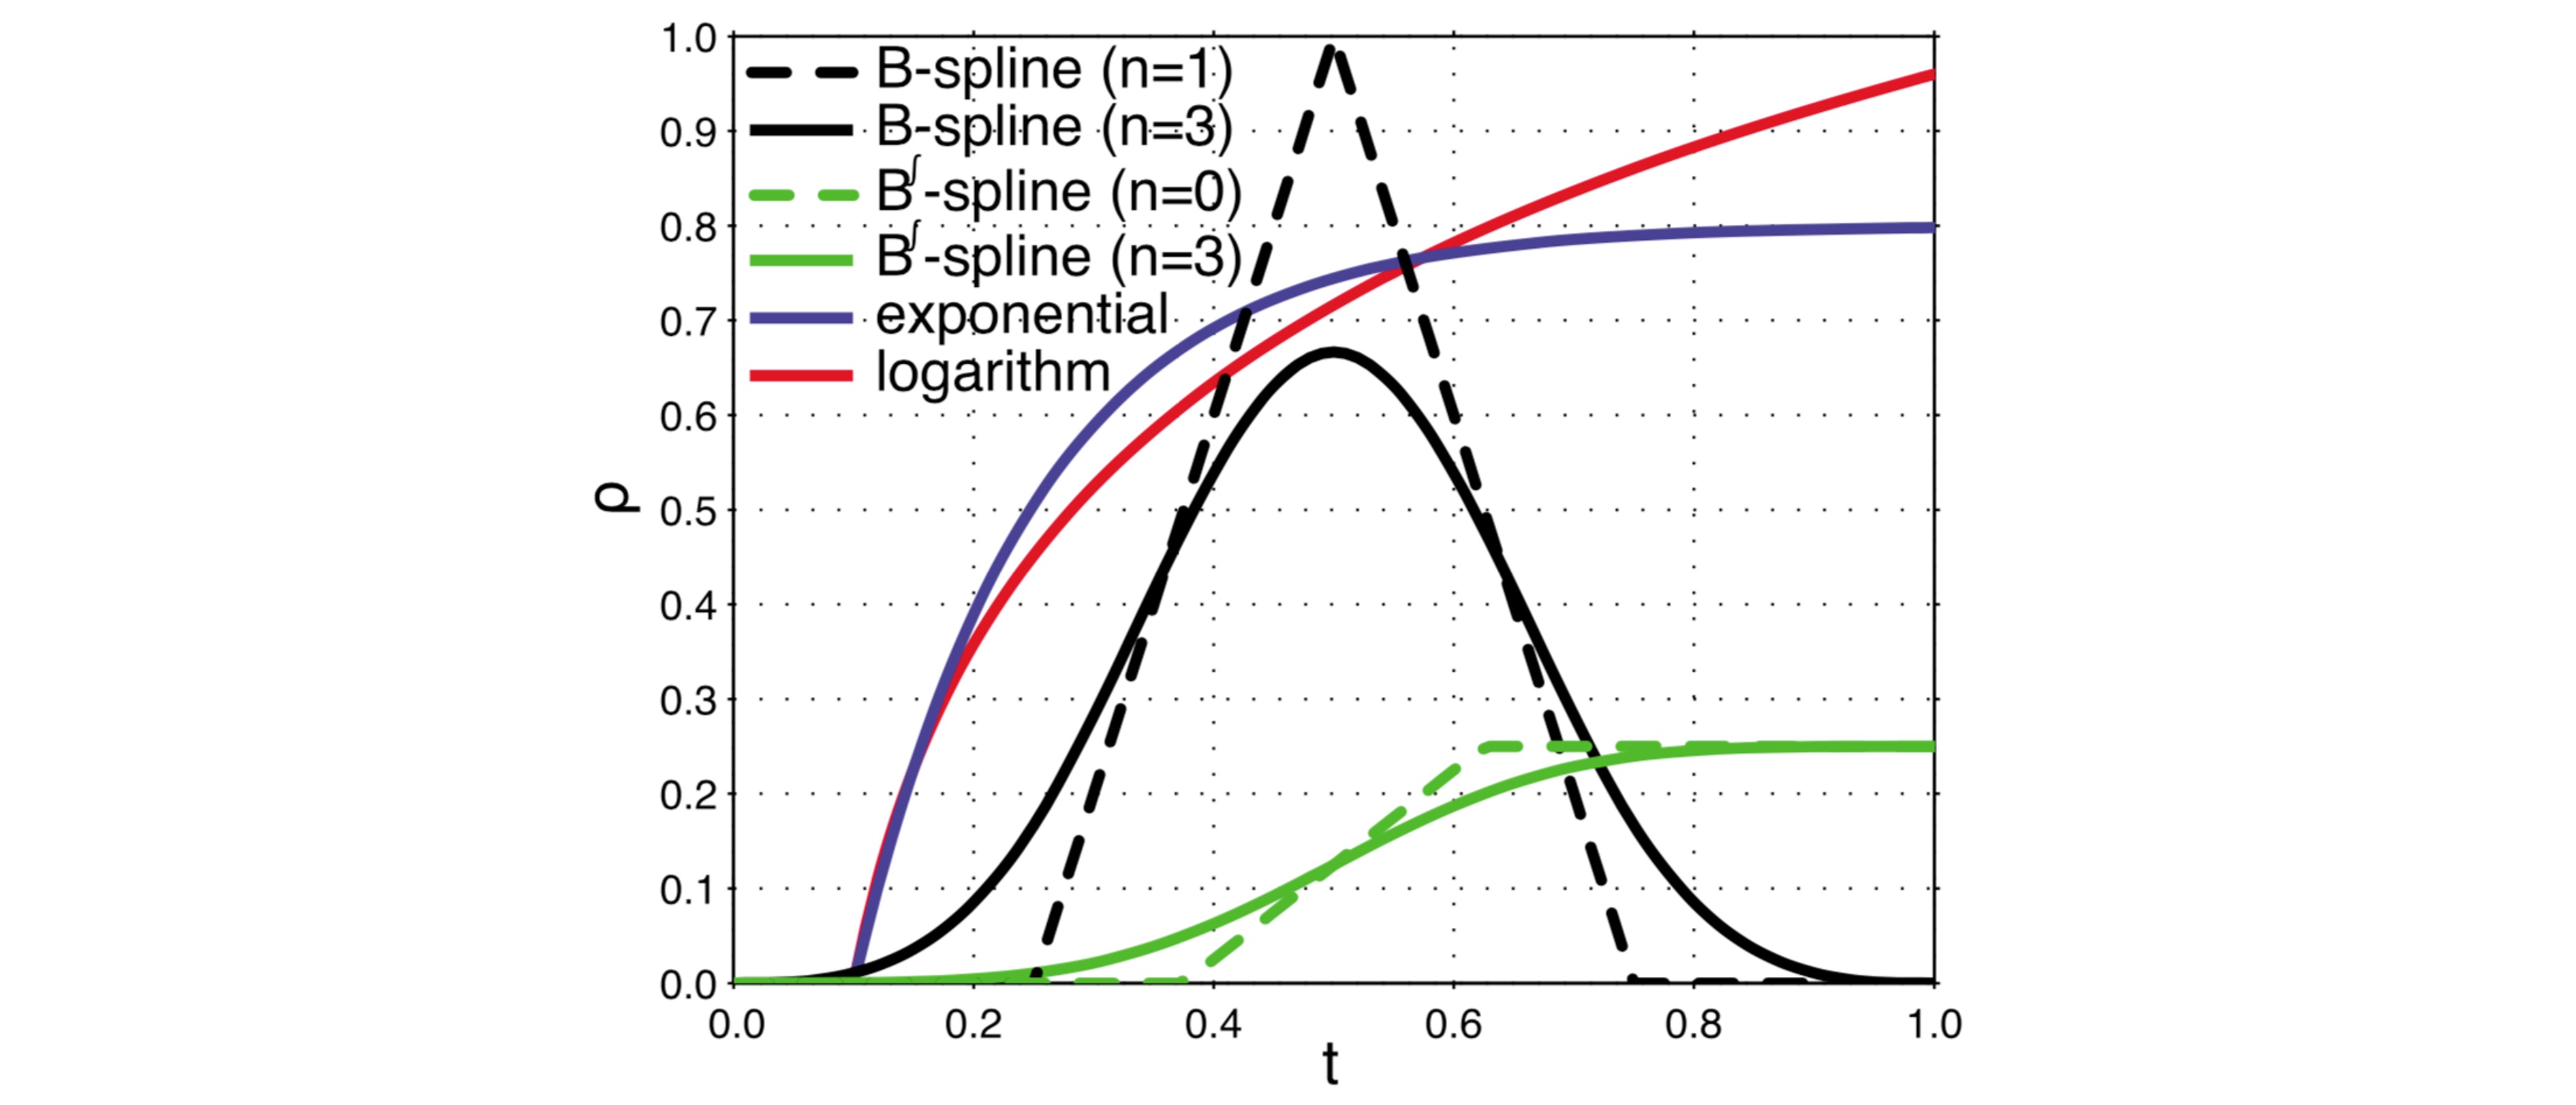 1.0
0.9
0.8
0.7
0.6
0.5
0.4
0.3
0.2
0.1
0.0
ρ
B-spline (n=1)
B-spline (n=3)
B∫-spline (n=0)
B∫-spline (n=3)
exponential
logarithm
0.0 0.2 0.4 0.6 0.8 1.0
t